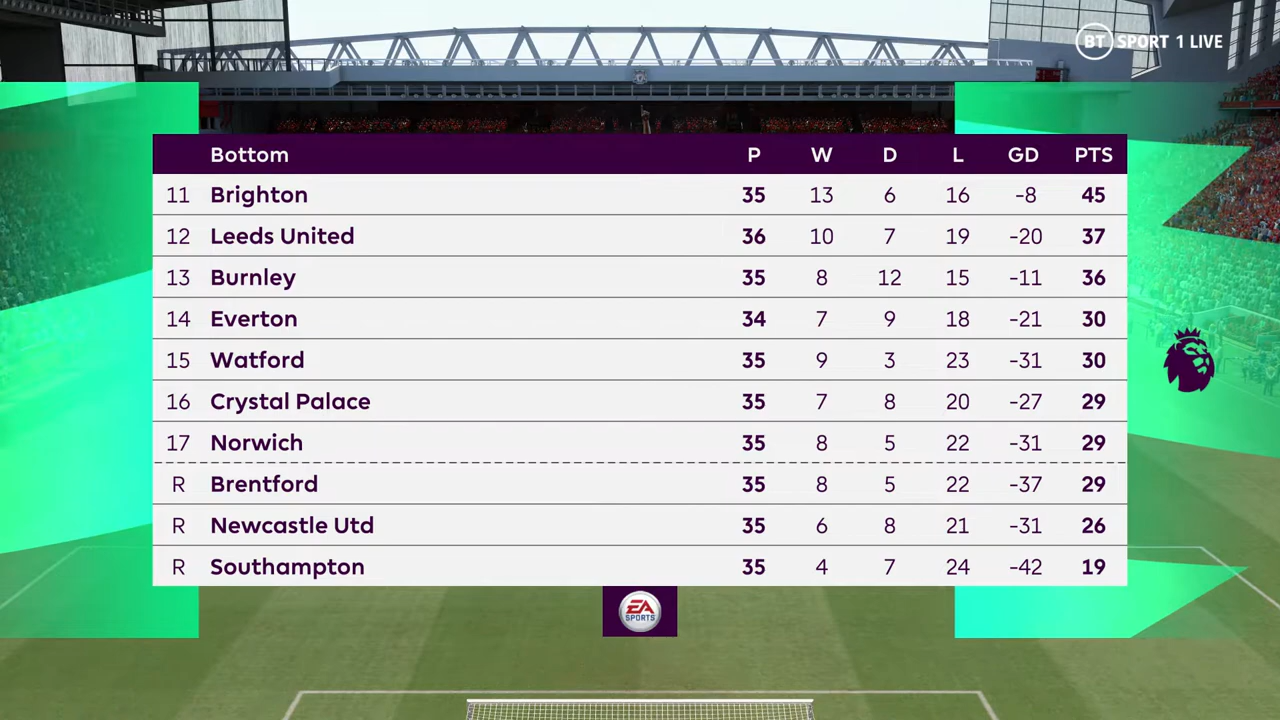 BT SPORT 1 LIVE
Bottom P W D L GD PTS
11 Brighton 35 13 6 16 -8 45
12 Leeds United 36 10 7 19 -20 37
13 Burnley 35 8 12 15 -11 36
14 Everton 34 7 9 18 -21 30
15 Watford 35 9 3 23 -31 30
16 Crystal Palace 35 7 8 20 -27 29
17 Norwich 35 8 5 22 -31 29
R Brentford 35 8 5 22 -37 29
R Newcastle Utd 35 6 8 21 -31 26
R Southampton 35 4 7 24 -42 19
EA
SPORTS